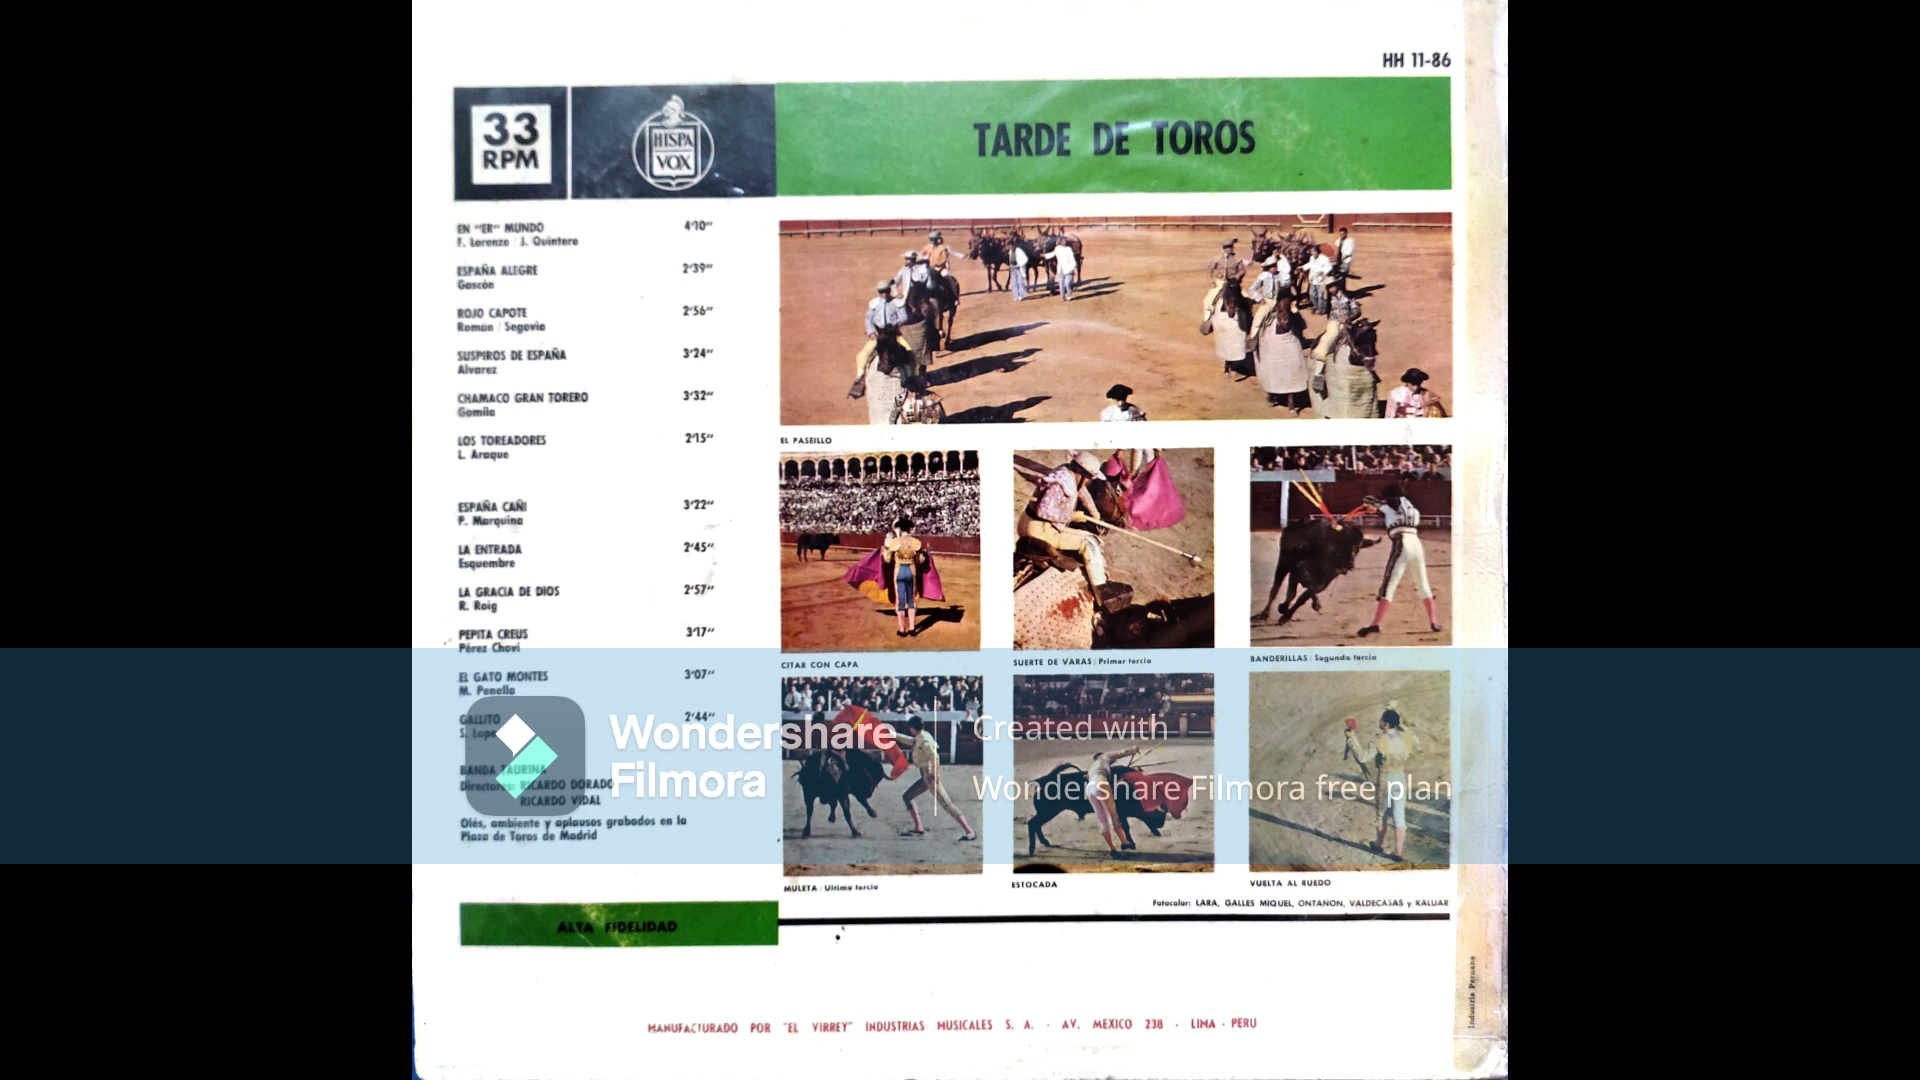 HH 11-86
33
RPM
HISPA
VOX
TARDE DE TOROS
EN "ER" MUNDO 4'10"
F. Lorenzo / J. Quintero
ESPAÑA ALEGRE 2'39"
Gascón
ROJO CAPOTE 2'56"
Román / Segovia
SUSPIROS DE ESPAÑA 3'24"
Alvarez
CHAMACO GRAN TORERO 3'32"
Gomila
LOS TOREADORES 2'15"
L. Araque
ESPAÑA CAÑI 3'22"
P. Marquina
LA ENTRADA 2'45"
Esquembre
LA GRACIA DE DIOS 2'57"
R. Roig
PEPITA CREUS 3'17"
Pérez Chovi
EL GATO MONTES 3'07"
M. Penella
GALLITO 2'44"
S. Lope
BANDA TAURINA
Directores: RICARDO DORADO
RICARDO VIDAL
Olés, ambiente y aplausos grabados en la
Plaza de Toros de Madrid
ALTA FIDELIDAD
EL PASEILLO
CITAR CON CAPA
SUERTE DE VARAS / Primer tercio
BANDERILLAS / Segundo tercio
MULETA / Ultimo tercio
ESTOCADA
VUELTA AL RUEDO
Fotocolor: LARA, GALLES MIQUEL, ONTAÑON, VALDECASAS y KALUAR
Wondershare
Filmora
Created with
Wondershare Filmora free plan
Industria Peruana
MANUFACTURADO POR "EL VIRREY" INDUSTRIAS MUSICALES S. A. - AV. MEXICO 238 - LIMA - PERU